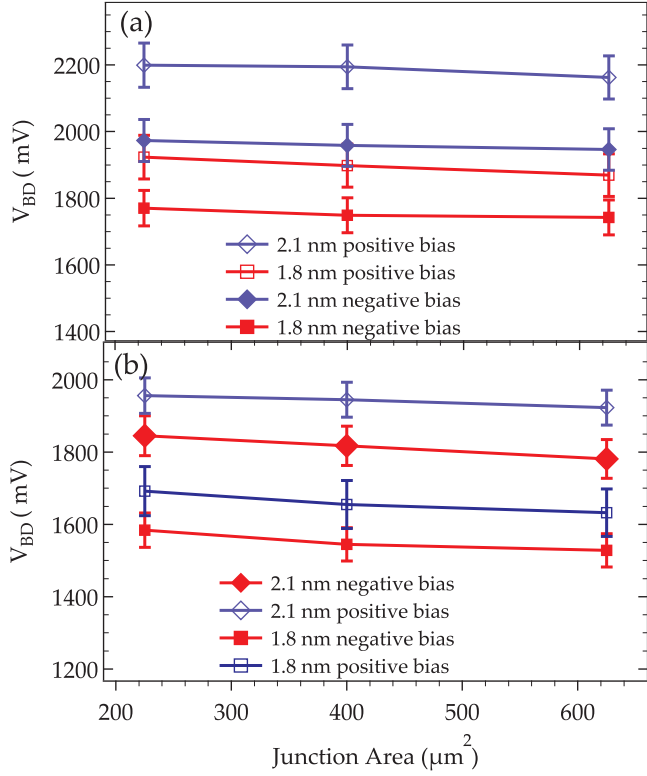 (a)
2200
2000
1800
1600
1400
V_BD ( mV)
2.1 nm positive bias
1.8 nm positive bias
2.1 nm negative bias
1.8 nm negative bias
(b)
2000
1800
1600
1400
1200
V_BD ( mV)
2.1 nm negative bias
2.1 nm positive bias
1.8 nm negative bias
1.8 nm positive bias
200 300 400 500 600
Junction Area (μm²)